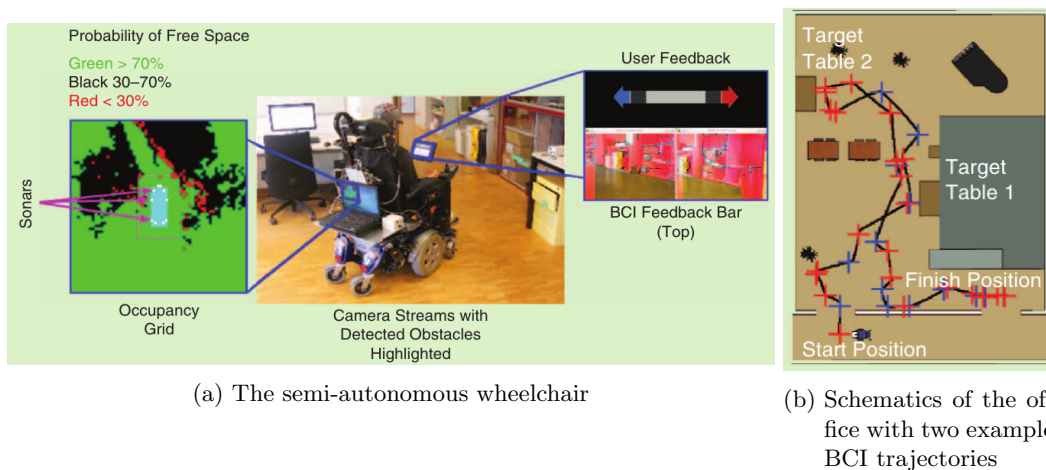 Probability of Free Space
Green > 70%
Black 30–70%
Red < 30%
Sonars
Occupancy
Grid
Camera Streams with
Detected Obstacles
Highlighted
User Feedback
BCI Feedback Bar
(Top)
(a) The semi-autonomous wheelchair
Target
Table 2
Target
Table 1
Finish Position
Start Position
(b) Schematics of the of-
fice with two example
BCI trajectories